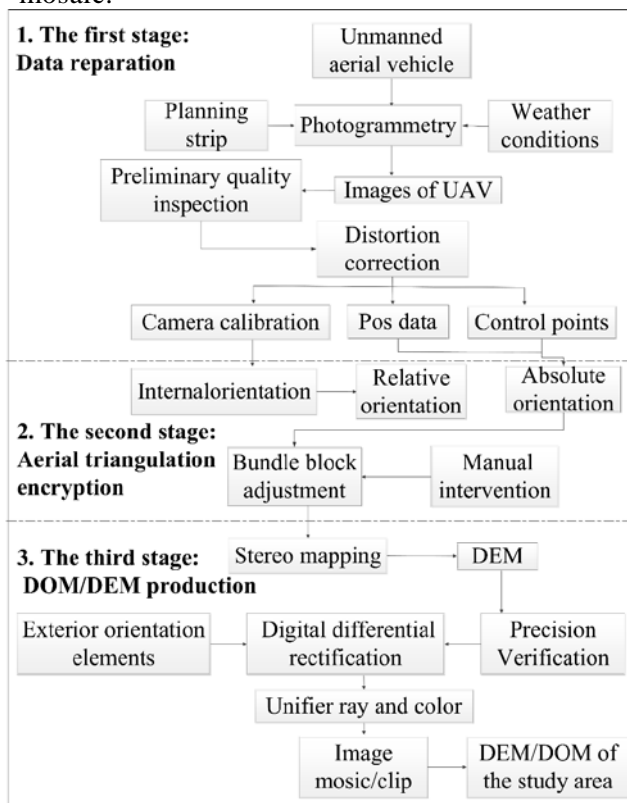 mosaic.
1. The first stage:
Data reparation
Unmanned
aerial vehicle
Planning
strip
Photogrammetry
Weather
conditions
Preliminary quality
inspection
Images of UAV
Distortion
correction
Camera calibration
Pos data
Control points
Internalorientation
Relative
orientation
Absolute
orientation
2. The second stage:
Aerial triangulation
encryption
Bundle block
adjustment
Manual
intervention
3. The third stage:
DOM/DEM production
Stereo mapping
DEM
Exterior orientation
elements
Digital differential
rectification
Precision
Verification
Unifier ray and color
Image
mosic/clip
DEM/DOM of
the study area